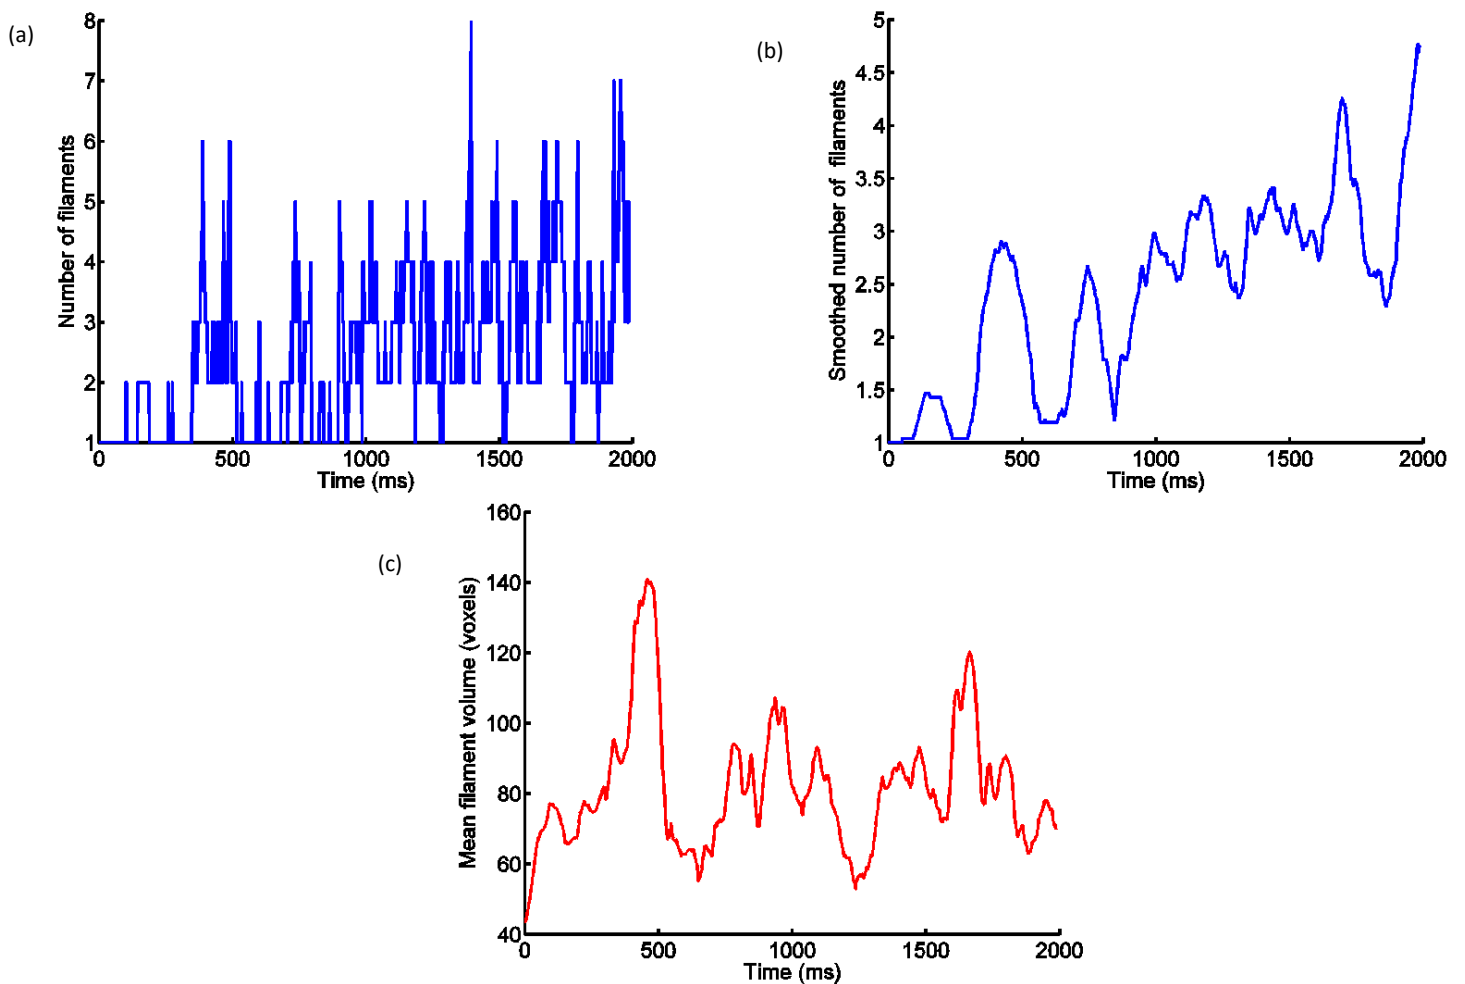 (a)
Number of filaments
8
7
6
5
4
3
2
1
0 500 1000 1500 2000
Time (ms)
(b)
Smoothed number of filaments
5
4.5
4
3.5
3
2.5
2
1.5
1
0 500 1000 1500 2000
Time (ms)
(c)
Mean filament volume (voxels)
160
140
120
100
80
60
40
0 500 1000 1500 2000
Time (ms)